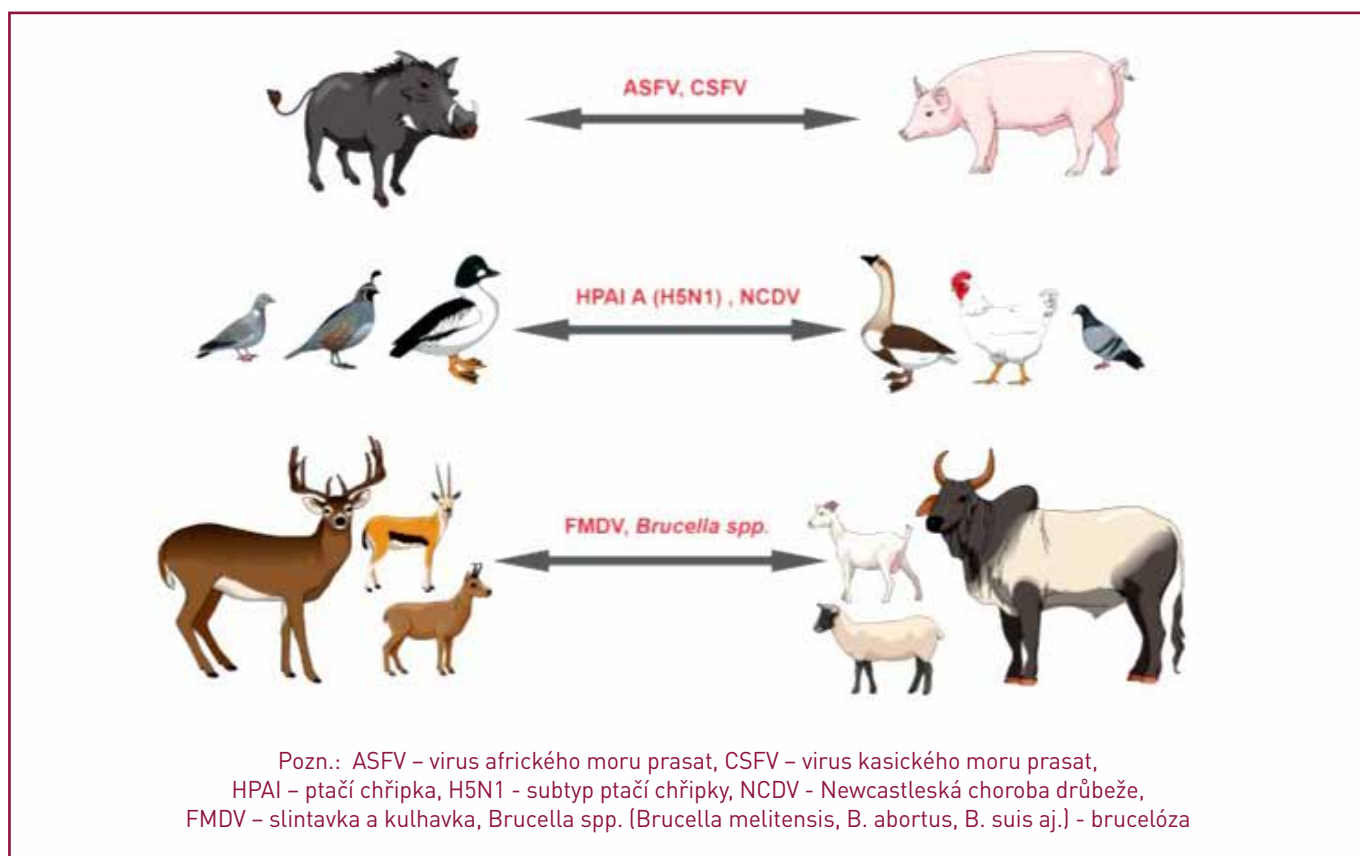 ASFV, CSFV
HPAI A (H5N1) , NCDV
FMDV, Brucella spp.
Pozn.: ASFV – virus afrického moru prasat, CSFV – virus kasického moru prasat,
HPAI – ptačí chřipka, H5N1 - subtyp ptačí chřipky, NCDV - Newcastleská choroba drůbeže,
FMDV – slintavka a kulhavka, Brucella spp. (Brucella melitensis, B. abortus, B. suis aj.) - brucelóza